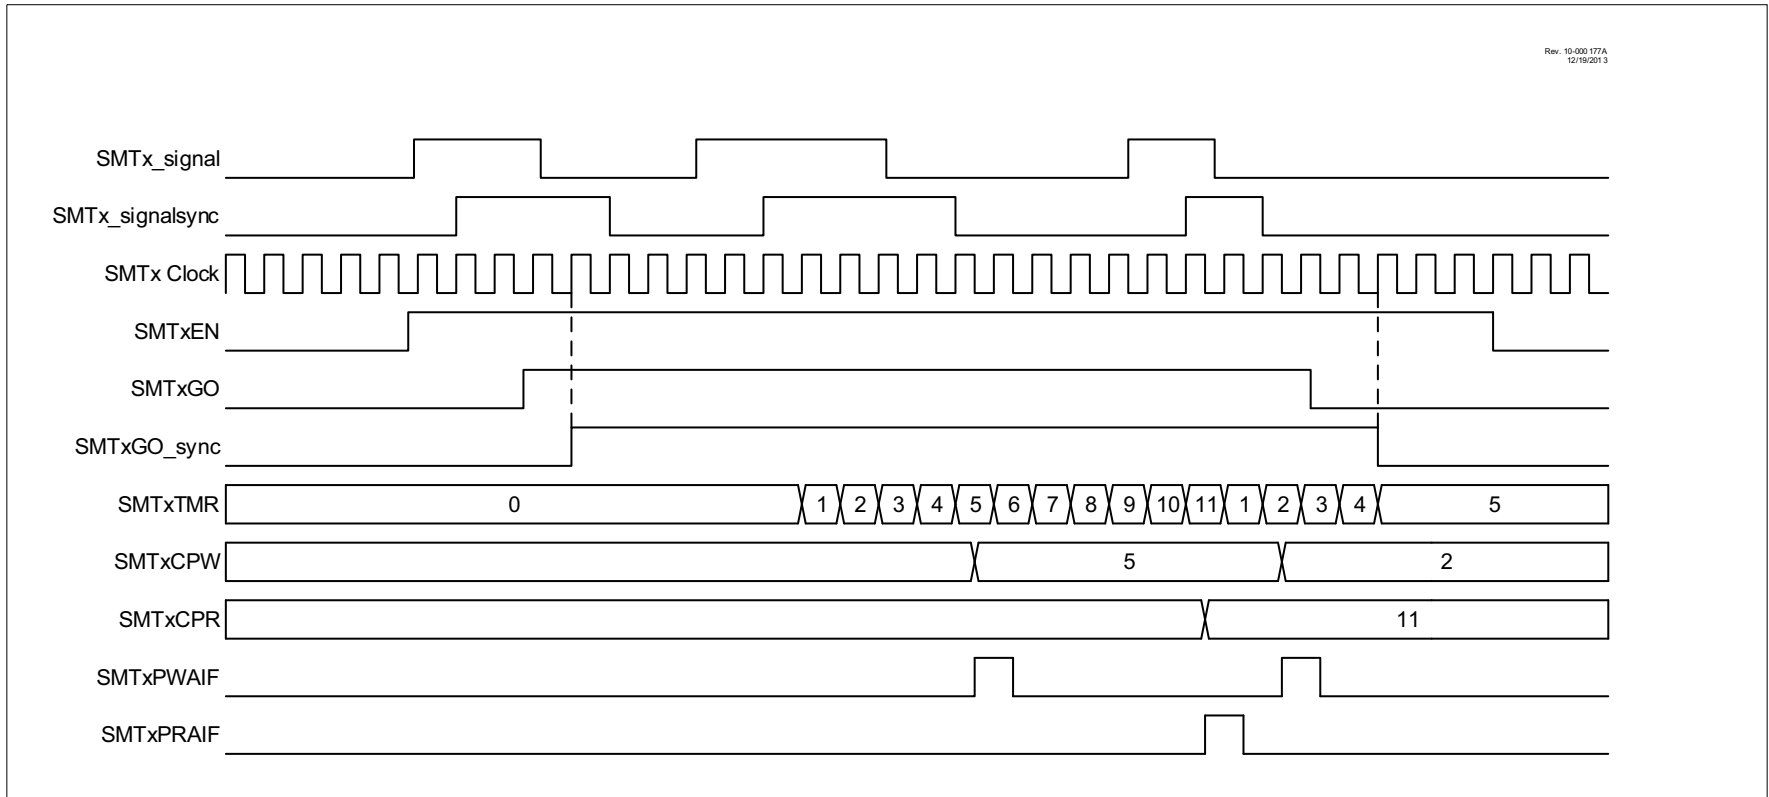 Rev. 10-000 177A
12/19/201 3
SMTx_signal
SMTx_signalsync
SMTx Clock
SMTxEN
SMTxGO
SMTxGO_sync
SMTxTMR 0 1 2 3 4 5 6 7 8 9 10 11 1 2 3 4 5
SMTxCPW 5 2
SMTxCPR 11
SMTxPWAIF
SMTxPRAIF